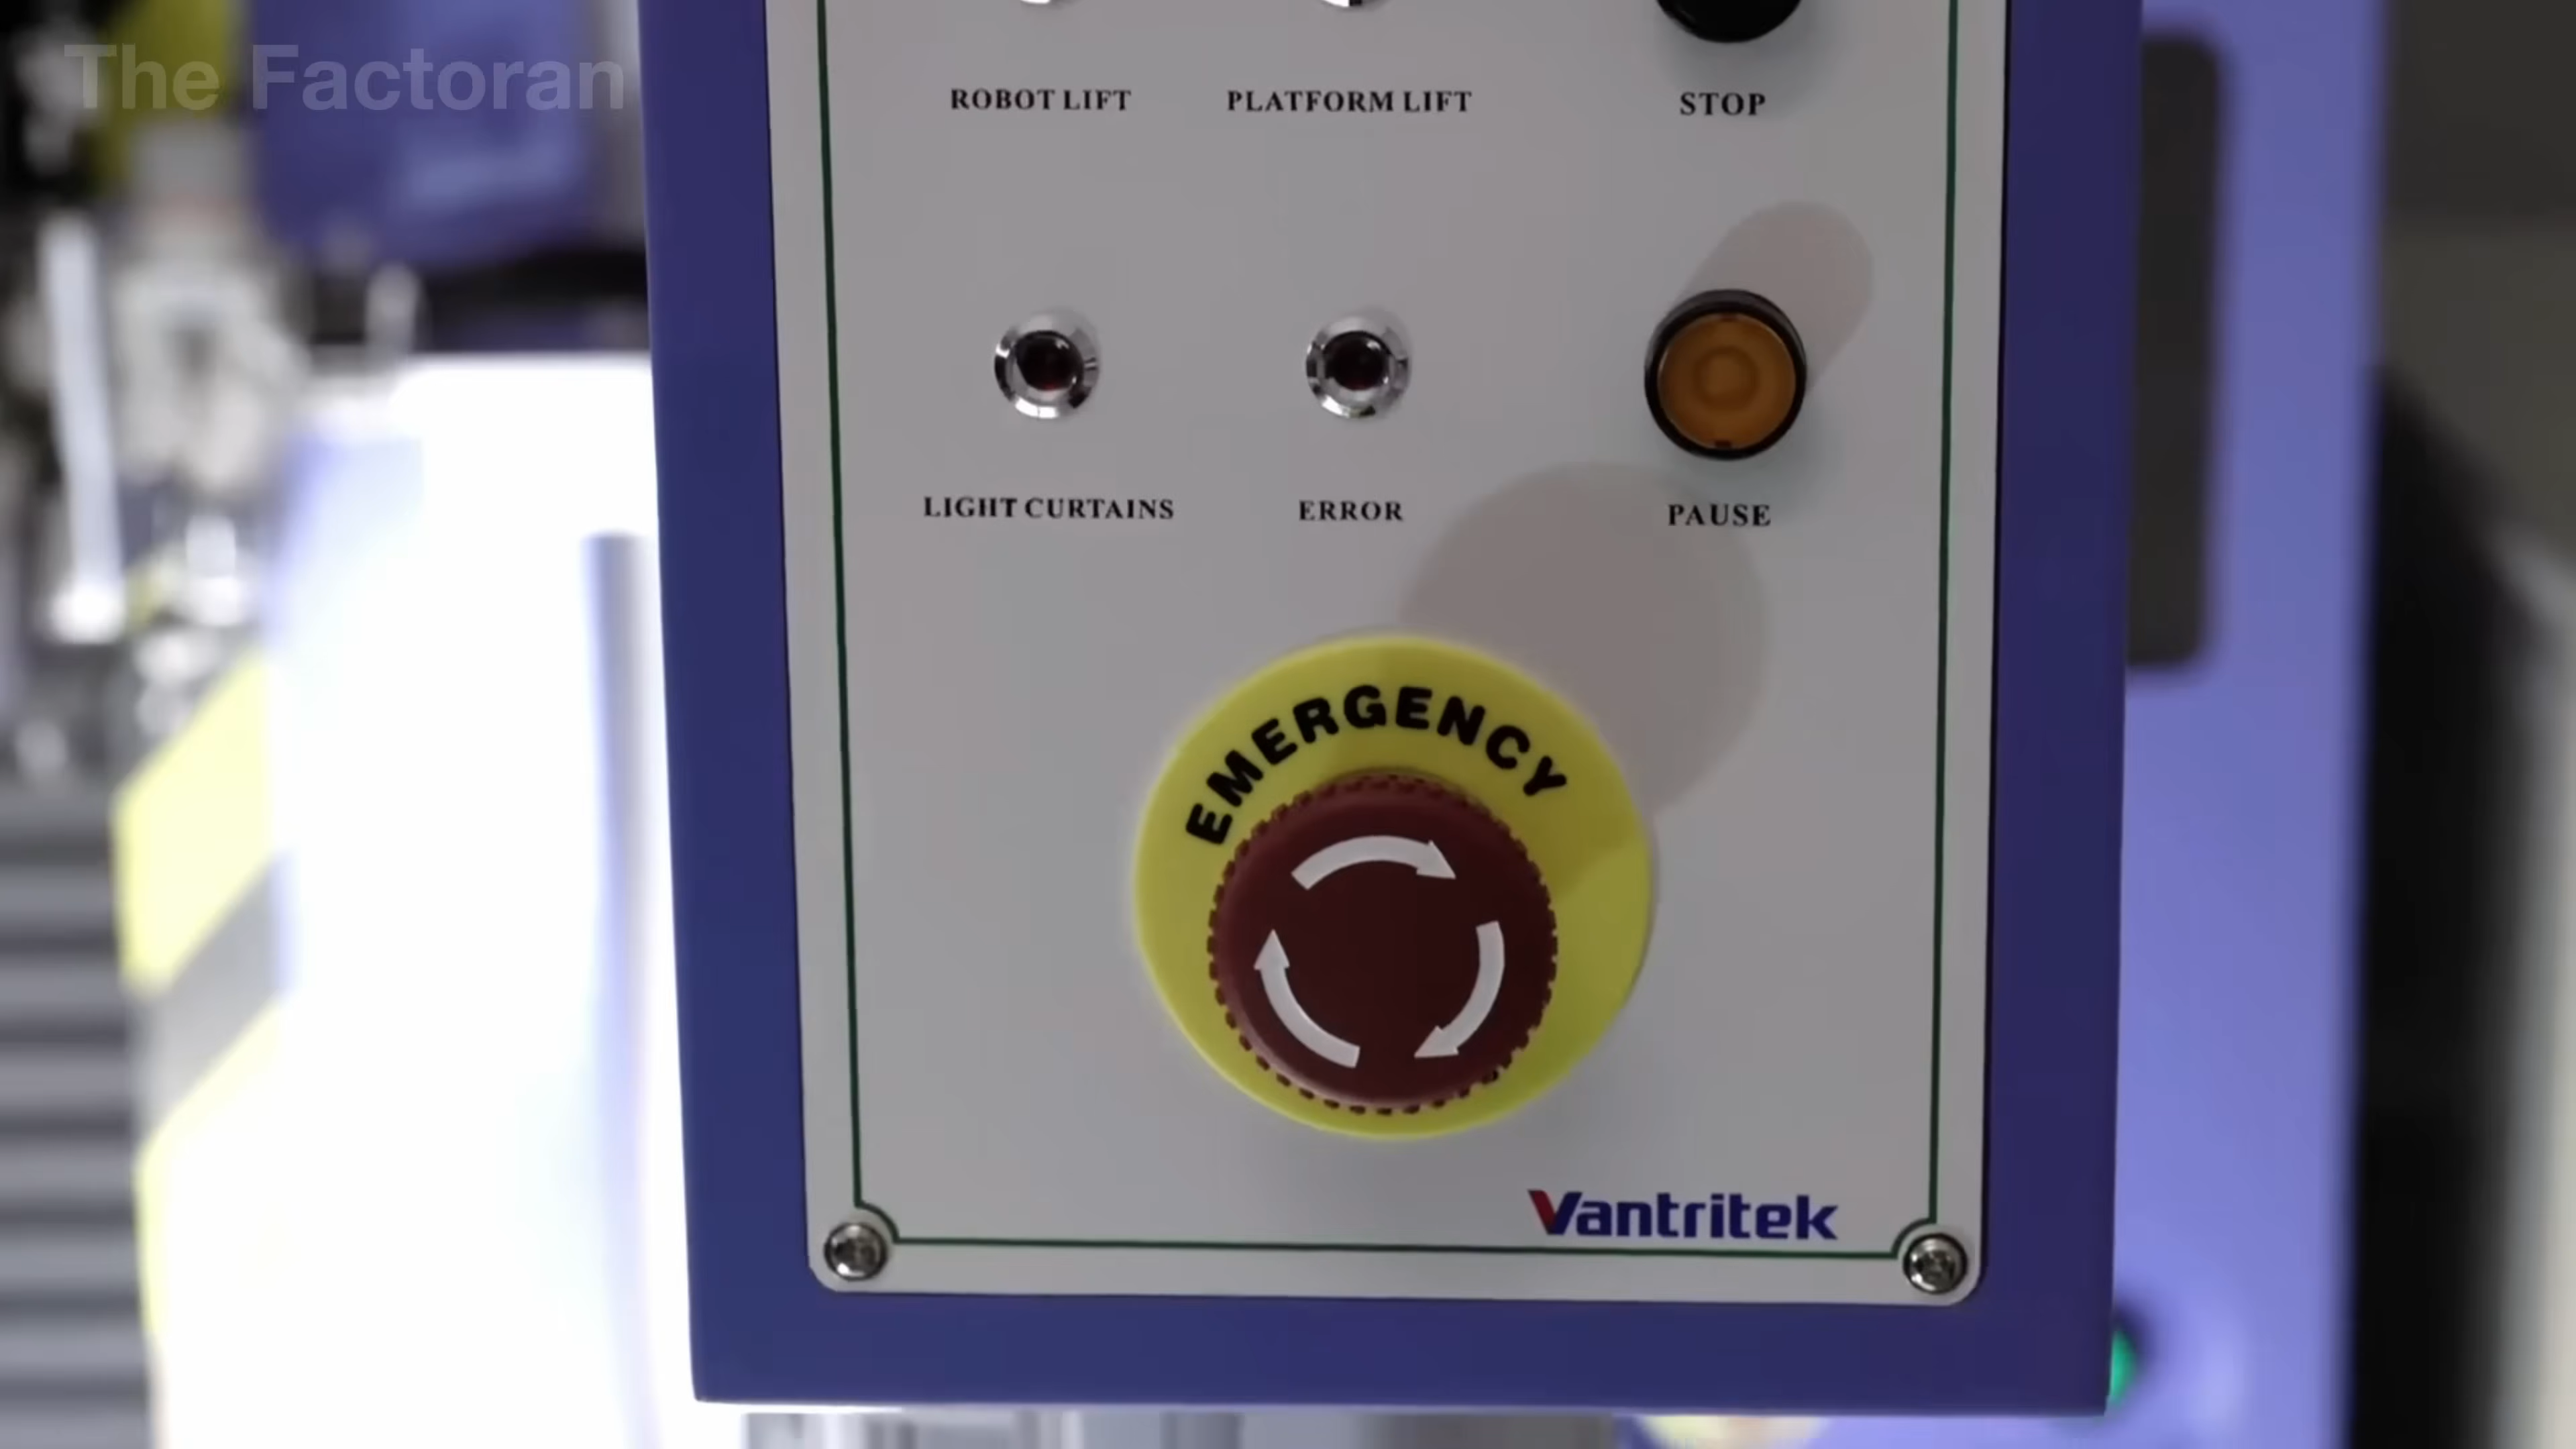 The Factoran
ROBOT LIFT
PLATFORM LIFT
STOP
LIGHT CURTAINS
ERROR
PAUSE
EMERGENCY
Vantritek